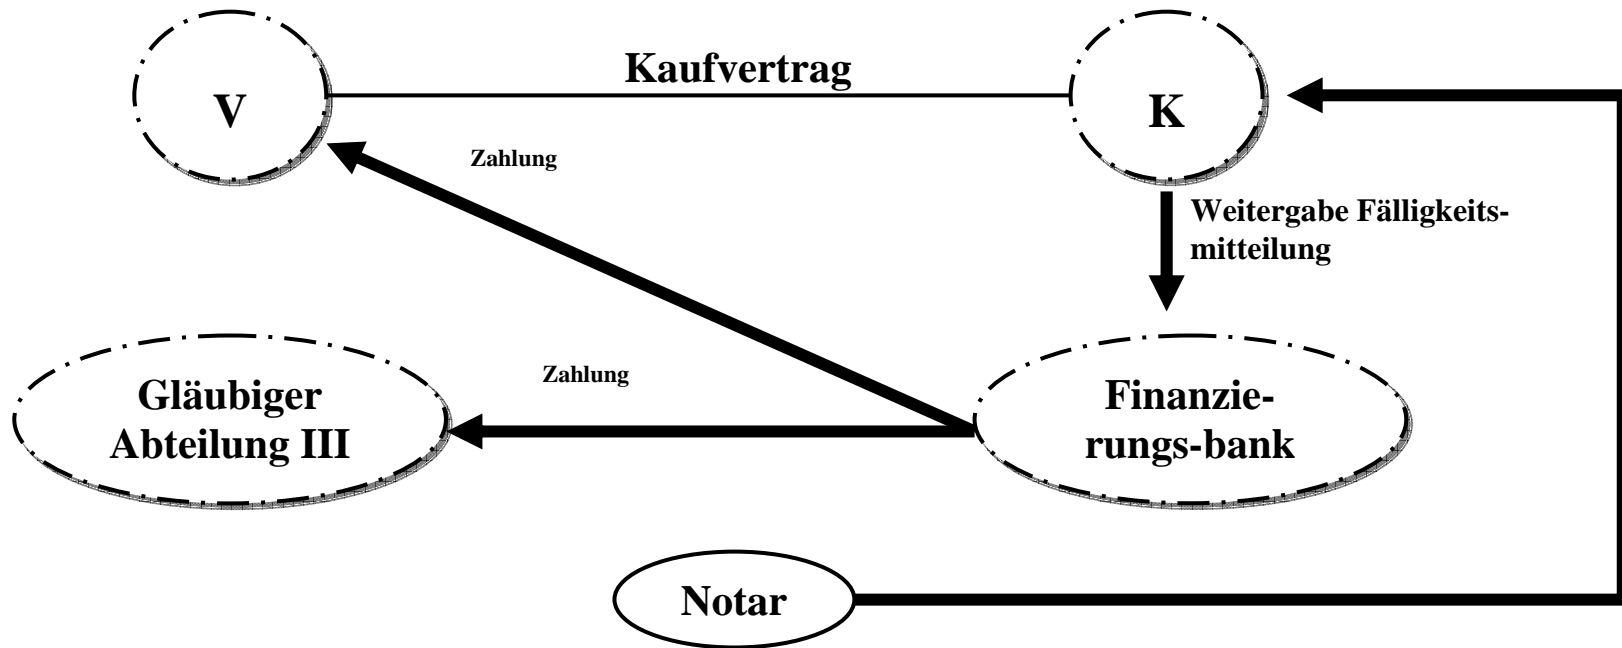 Kaufvertrag
V
K
Zahlung
Weitergabe Fälligkeits-
mitteilung
Zahlung
Gläubiger
Abteilung III
Finanzie-
rungs-bank
Notar